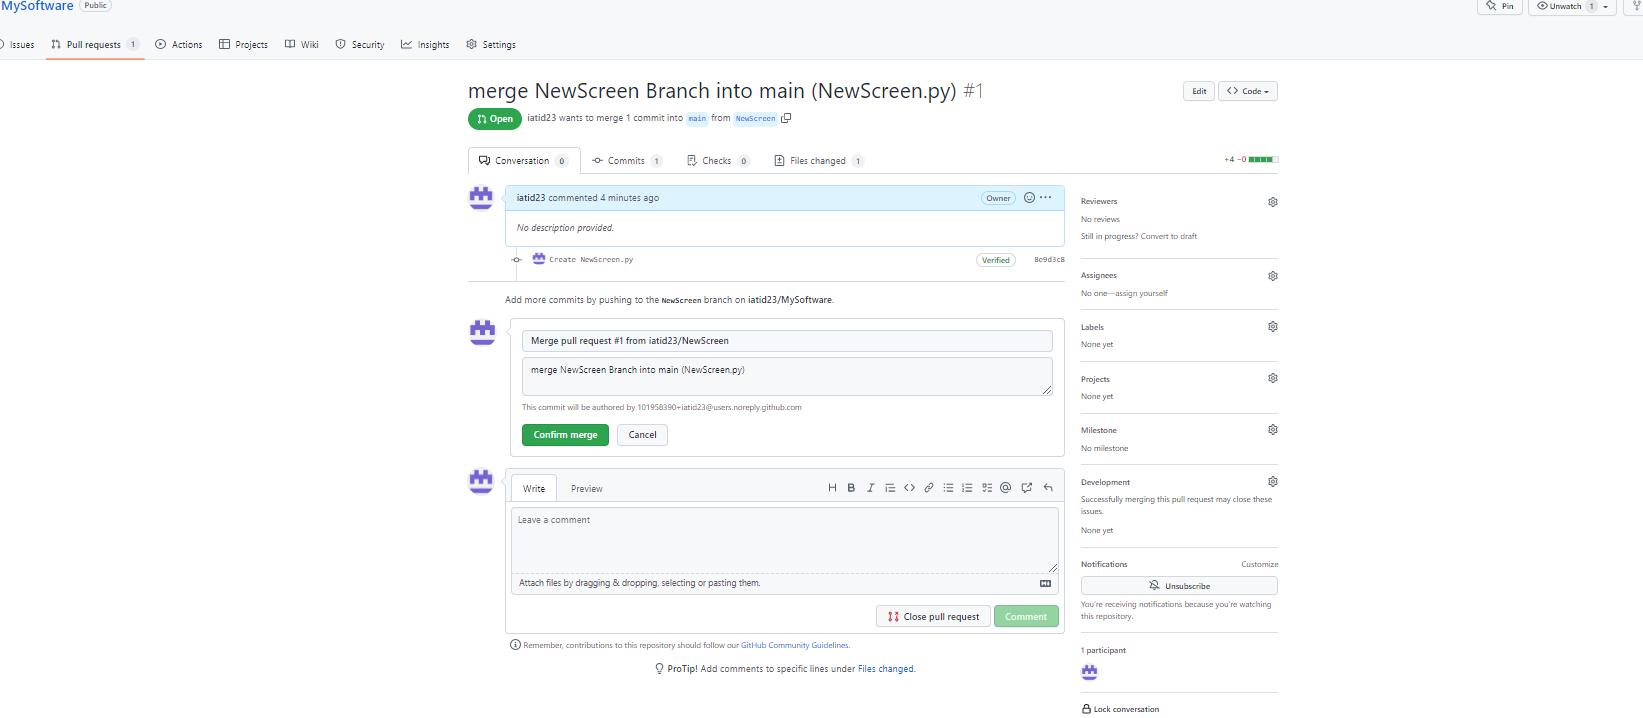 MySoftware Public
Pin Unwatch 1
Issues Pull requests 1 Actions Projects Wiki Security Insights Settings
merge NewScreen Branch into main (NewScreen.py) #1
Edit <> Code
Open iatid23 wants to merge 1 commit into main from NewScreen
Conversation 0 Commits 1 Checks 0 Files changed 1
+4 −0
iatid23 commented 4 minutes ago
Owner
No description provided.
Create NewScreen.py
Verified 8e9d3c8
Add more commits by pushing to the NewScreen branch on iatid23/MySoftware.
Merge pull request #1 from iatid23/NewScreen
merge NewScreen Branch into main (NewScreen.py)
This commit will be authored by 101958390+iatid23@users.noreply.github.com
Confirm merge Cancel
Write Preview
Leave a comment
Attach files by dragging & dropping, selecting or pasting them.
Close pull request Comment
Remember, contributions to this repository should follow our GitHub Community Guidelines.
ProTip! Add comments to specific lines under Files changed.
Reviewers
No reviews
Still in progress? Convert to draft
Assignees
No one—assign yourself
Labels
None yet
Projects
None yet
Milestone
No milestone
Development
Successfully merging this pull request may close these
issues.
None yet
Notifications Customize
Unsubscribe
You're receiving notifications because you're watching
this repository.
1 participant
Lock conversation